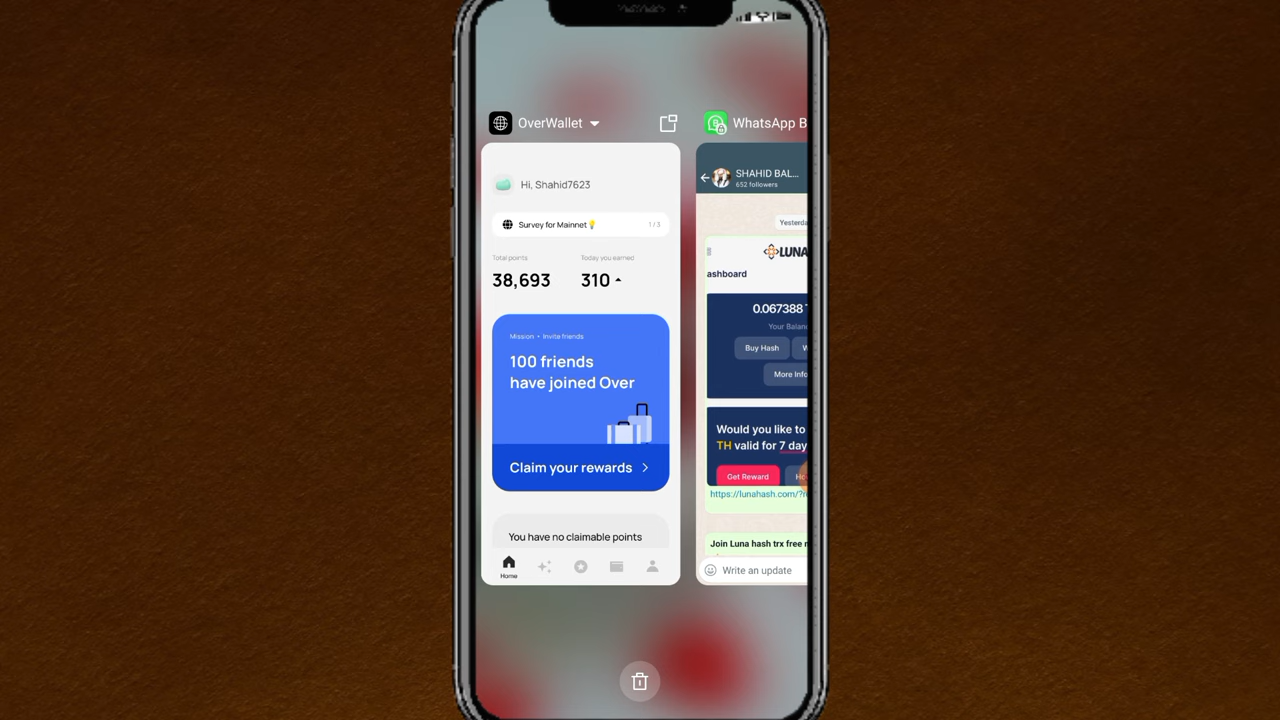 OverWallet
Hi, Shahid7623
Survey for Mainnet💡 1/3
Total points
Today you earned
38,693
310
Mission • Invite friends
100 friends
have joined Over
Claim your rewards
You have no claimable points
Home
WhatsApp B
SHAHID BAL...
652 followers
Yesterda
LUNA
ashboard
0.067388
Your Balan
Buy Hash
W
More Info
Would you like to
TH valid for 7 day
Get Reward
Ho
https://lunahash.com/?r
Join Luna hash trx free
Write an update